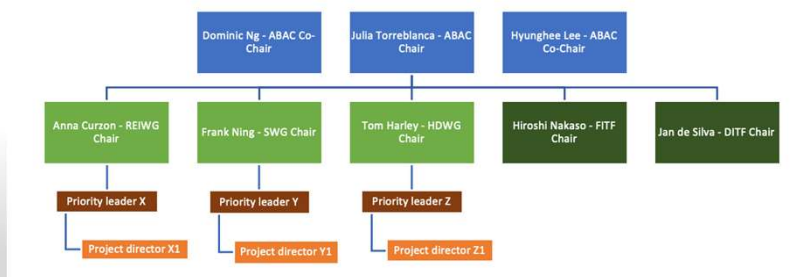 Dominic Ng - ABAC Co-
Chair
Julia Torreblanca - ABAC
Chair
Hyunghee Lee - ABAC
Co-Chair
Anna Curzon - REIWG
Chair
Frank Ning - SWG Chair
Tom Harley - HDWG
Chair
Hiroshi Nakaso - FITF
Chair
Jan de Silva - DITF Chair
Priority leader X
Priority leader Y
Priority leader Z
Project director X1
Project director Y1
Project director Z1